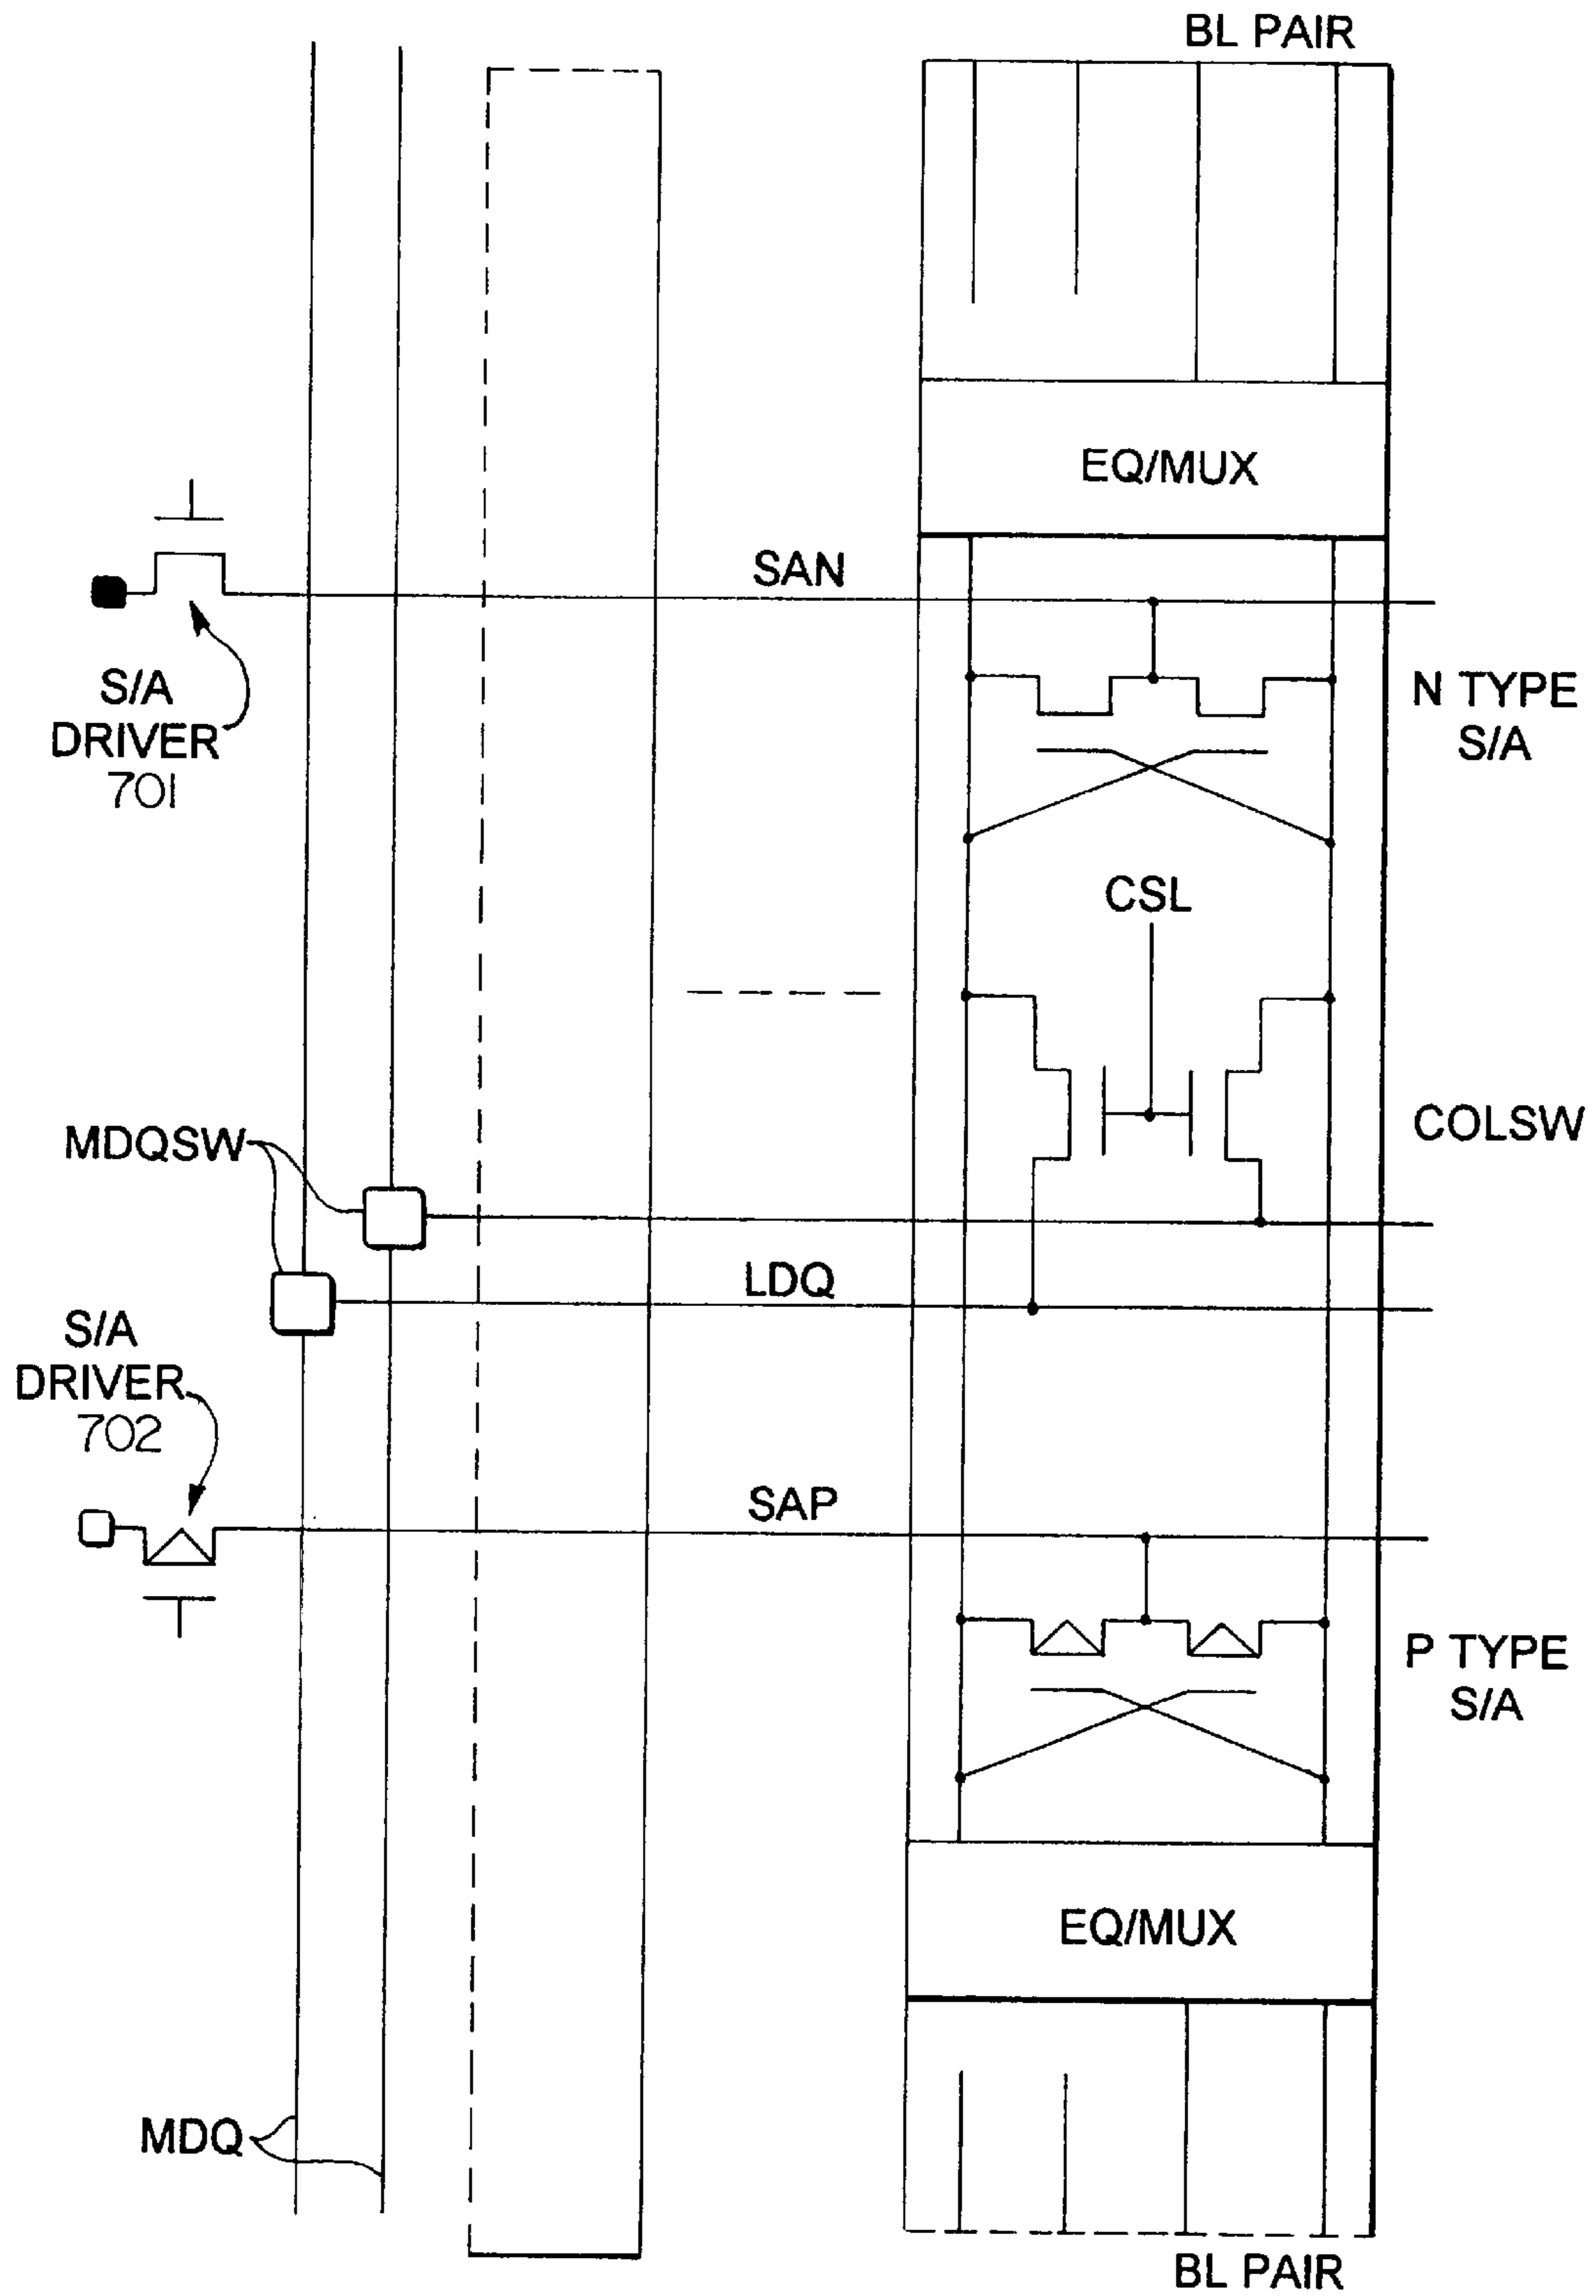 BL PAIR
EQ/MUX
SAN
S/A
DRIVER
701
N TYPE
S/A
CSL
MDQSW
COLSW
LDQ
S/A
DRIVER
702
SAP
P TYPE
S/A
EQ/MUX
MDQ
BL PAIR